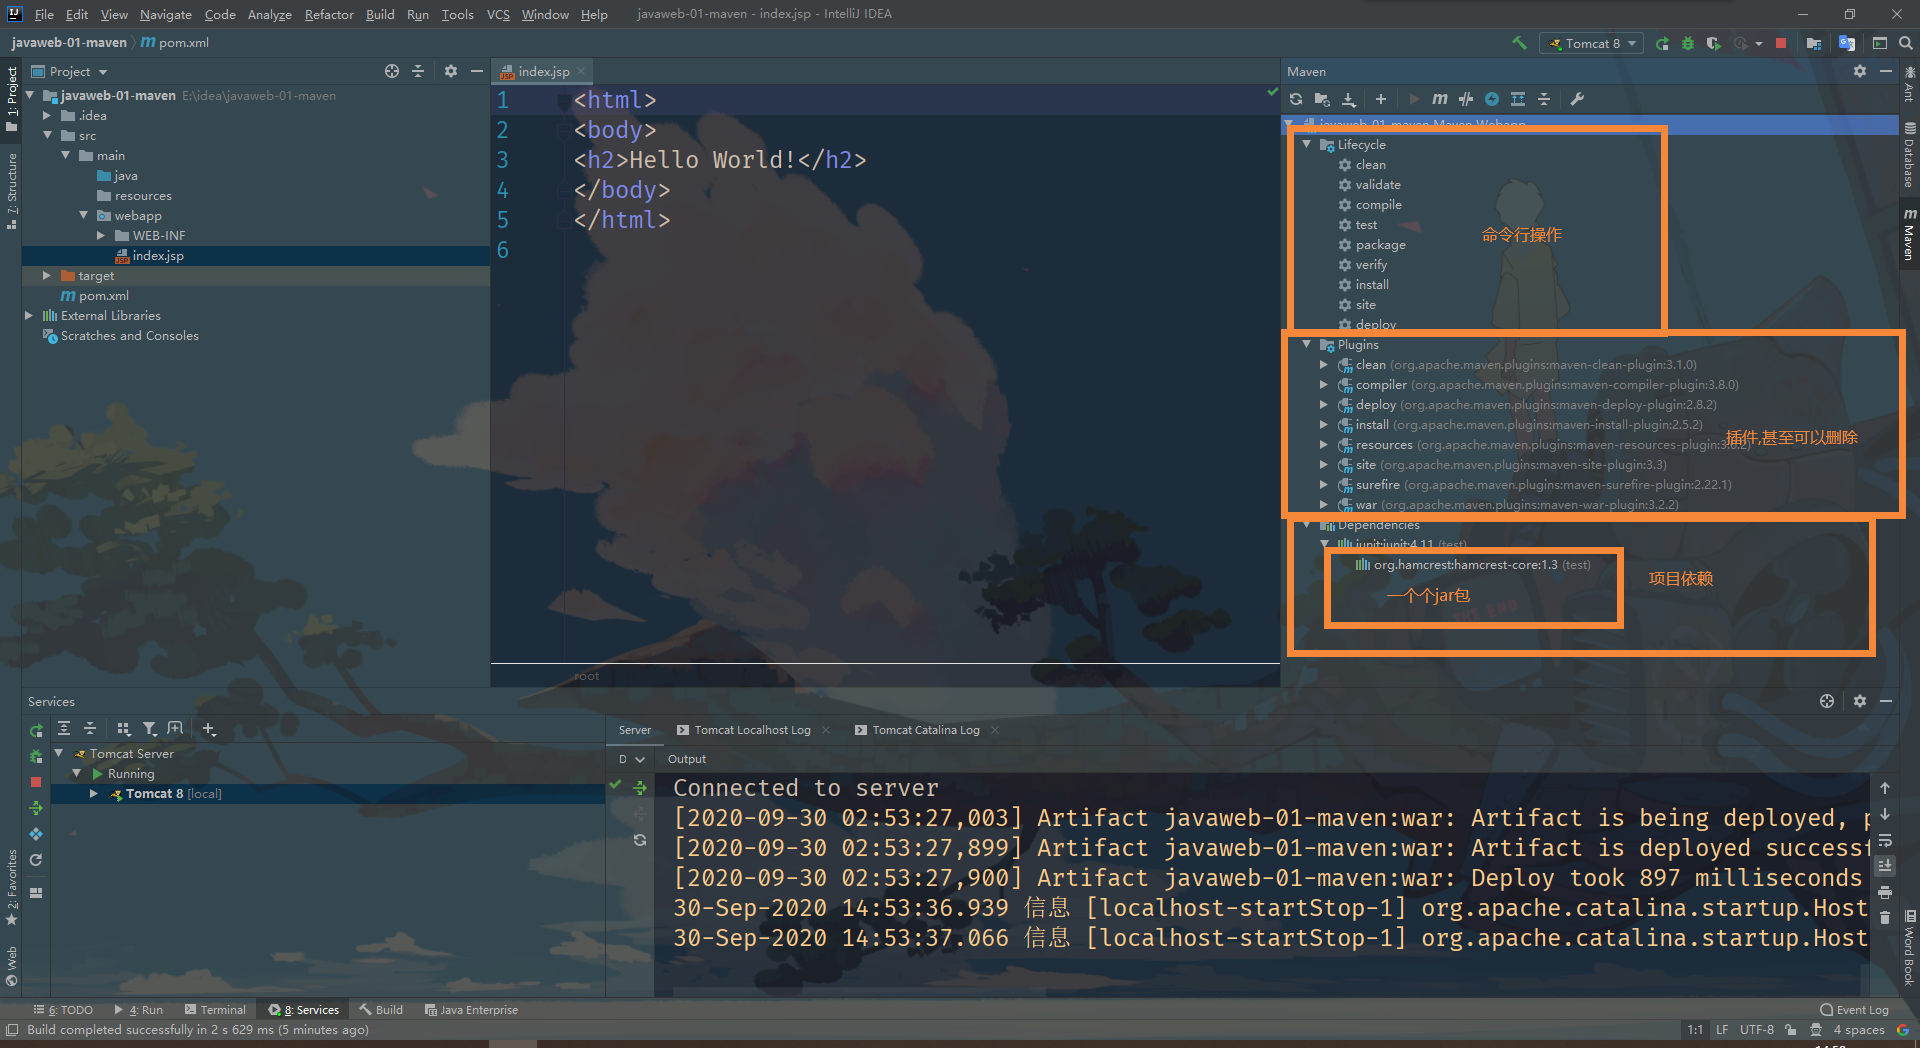 File Edit View Navigate Code Analyze Refactor Build Run Tools VCS Window Help javaweb-01-maven - index.jsp - IntelliJ IDEA
javaweb-01-maven pom.xml
Tomcat 8
Project
index.jsp
Maven
1: Project
7: Structure
2: Favorites
Web
Ant
Database
Maven
Word Book
javaweb-01-maven E:\idea\javaweb-01-maven
.idea
src
main
java
resources
webapp
WEB-INF
index.jsp
target
pom.xml
External Libraries
Scratches and Consoles
1 <html>
2 <body>
3 <h2>Hello World!</h2>
4 </body>
5 </html>
6
root
javaweb-01-maven Maven Webapp
Lifecycle
clean
validate
compile
test
package
verify
install
site
deploy
命令行操作
Plugins
clean (org.apache.maven.plugins:maven-clean-plugin:3.1.0)
compiler (org.apache.maven.plugins:maven-compiler-plugin:3.8.0)
deploy (org.apache.maven.plugins:maven-deploy-plugin:2.8.2)
install (org.apache.maven.plugins:maven-install-plugin:2.5.2)
resources (org.apache.maven.plugins:maven-resources-plugin:3.0.2)
插件,甚至可以删除
site (org.apache.maven.plugins:maven-site-plugin:3.3)
surefire (org.apache.maven.plugins:maven-surefire-plugin:2.22.1)
war (org.apache.maven.plugins:maven-war-plugin:3.2.2)
Dependencies
junit:junit:4.11 (test)
org.hamcrest:hamcrest-core:1.3 (test)
项目依赖
一个个jar包
THE END
Services
Tomcat Server
Running
Tomcat 8 [local]
Server Tomcat Localhost Log Tomcat Catalina Log
D Output
Connected to server
[2020-09-30 02:53:27,003] Artifact javaweb-01-maven:war: Artifact is being deployed, p
[2020-09-30 02:53:27,899] Artifact javaweb-01-maven:war: Artifact is deployed successf
[2020-09-30 02:53:27,900] Artifact javaweb-01-maven:war: Deploy took 897 milliseconds
30-Sep-2020 14:53:36.939 信息 [localhost-startStop-1] org.apache.catalina.startup.Host
30-Sep-2020 14:53:37.066 信息 [localhost-startStop-1] org.apache.catalina.startup.Host
6: TODO 4: Run Terminal 8: Services Build Java Enterprise Event Log
Build completed successfully in 2 s 629 ms (5 minutes ago) 1:1 LF UTF-8 4 spaces